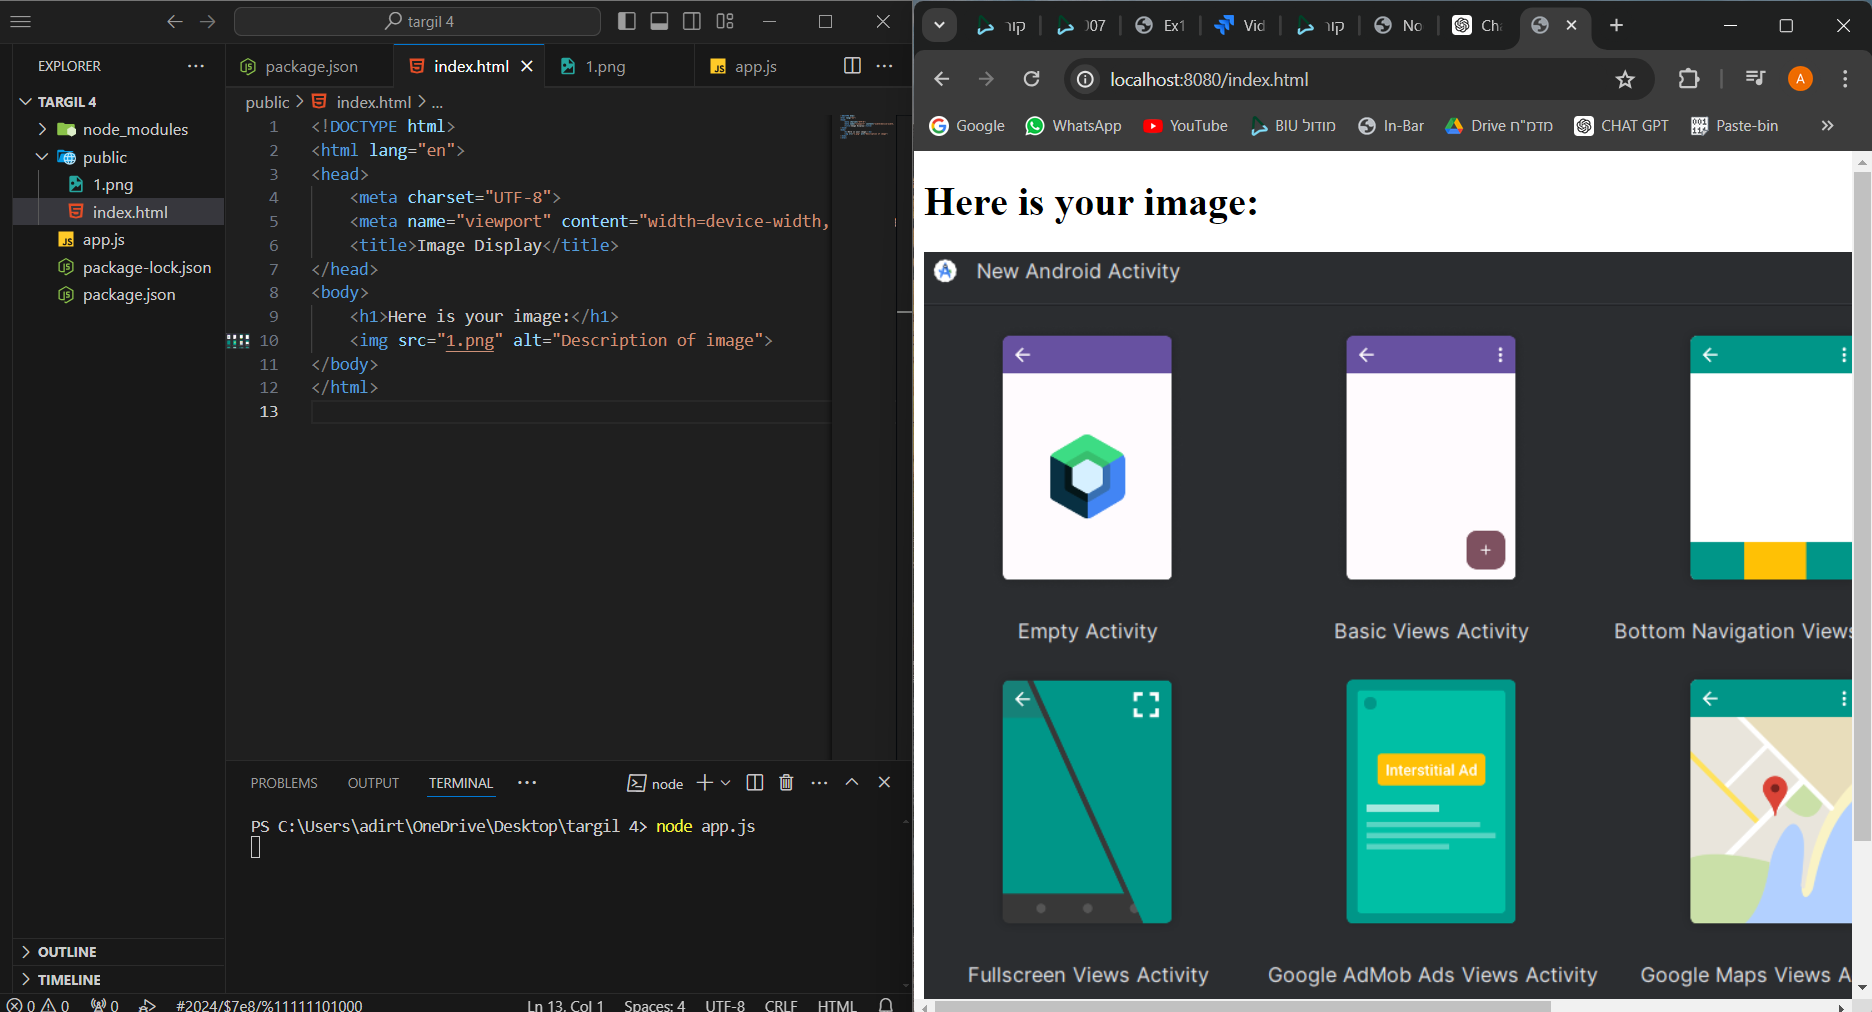 targil 4
EXPLORER
TARGIL 4
node_modules
public
1.png
index.html
app.js
package-lock.json
package.json
OUTLINE
TIMELINE
package.json
index.html
1.png
app.js
public > index.html > ...
1 <!DOCTYPE html>
2 <html lang="en">
3 <head>
4 <meta charset="UTF-8">
5 <meta name="viewport" content="width=device-width,
6 <title>Image Display</title>
7 </head>
8 <body>
9 <h1>Here is your image:</h1>
10 <img src="1.png" alt="Description of image">
11 </body>
12 </html>
13
PROBLEMS OUTPUT TERMINAL ...
node
PS C:\Users\adirt\OneDrive\Desktop\targil 4> node app.js
0 0 0 #2024/$7e8/%11111101000 Ln 13, Col 1 Spaces: 4 UTF-8 CRLF HTML
קור 007 Ex1 Vid קור No Ch
localhost:8080/index.html
A
Google WhatsApp YouTube BIU מודול In-Bar Drive מדמ"ח CHAT GPT Paste-bin
Here is your image:
New Android Activity
Empty Activity
Basic Views Activity
Bottom Navigation Views
Interstitial Ad
Fullscreen Views Activity
Google AdMob Ads Views Activity
Google Maps Views A